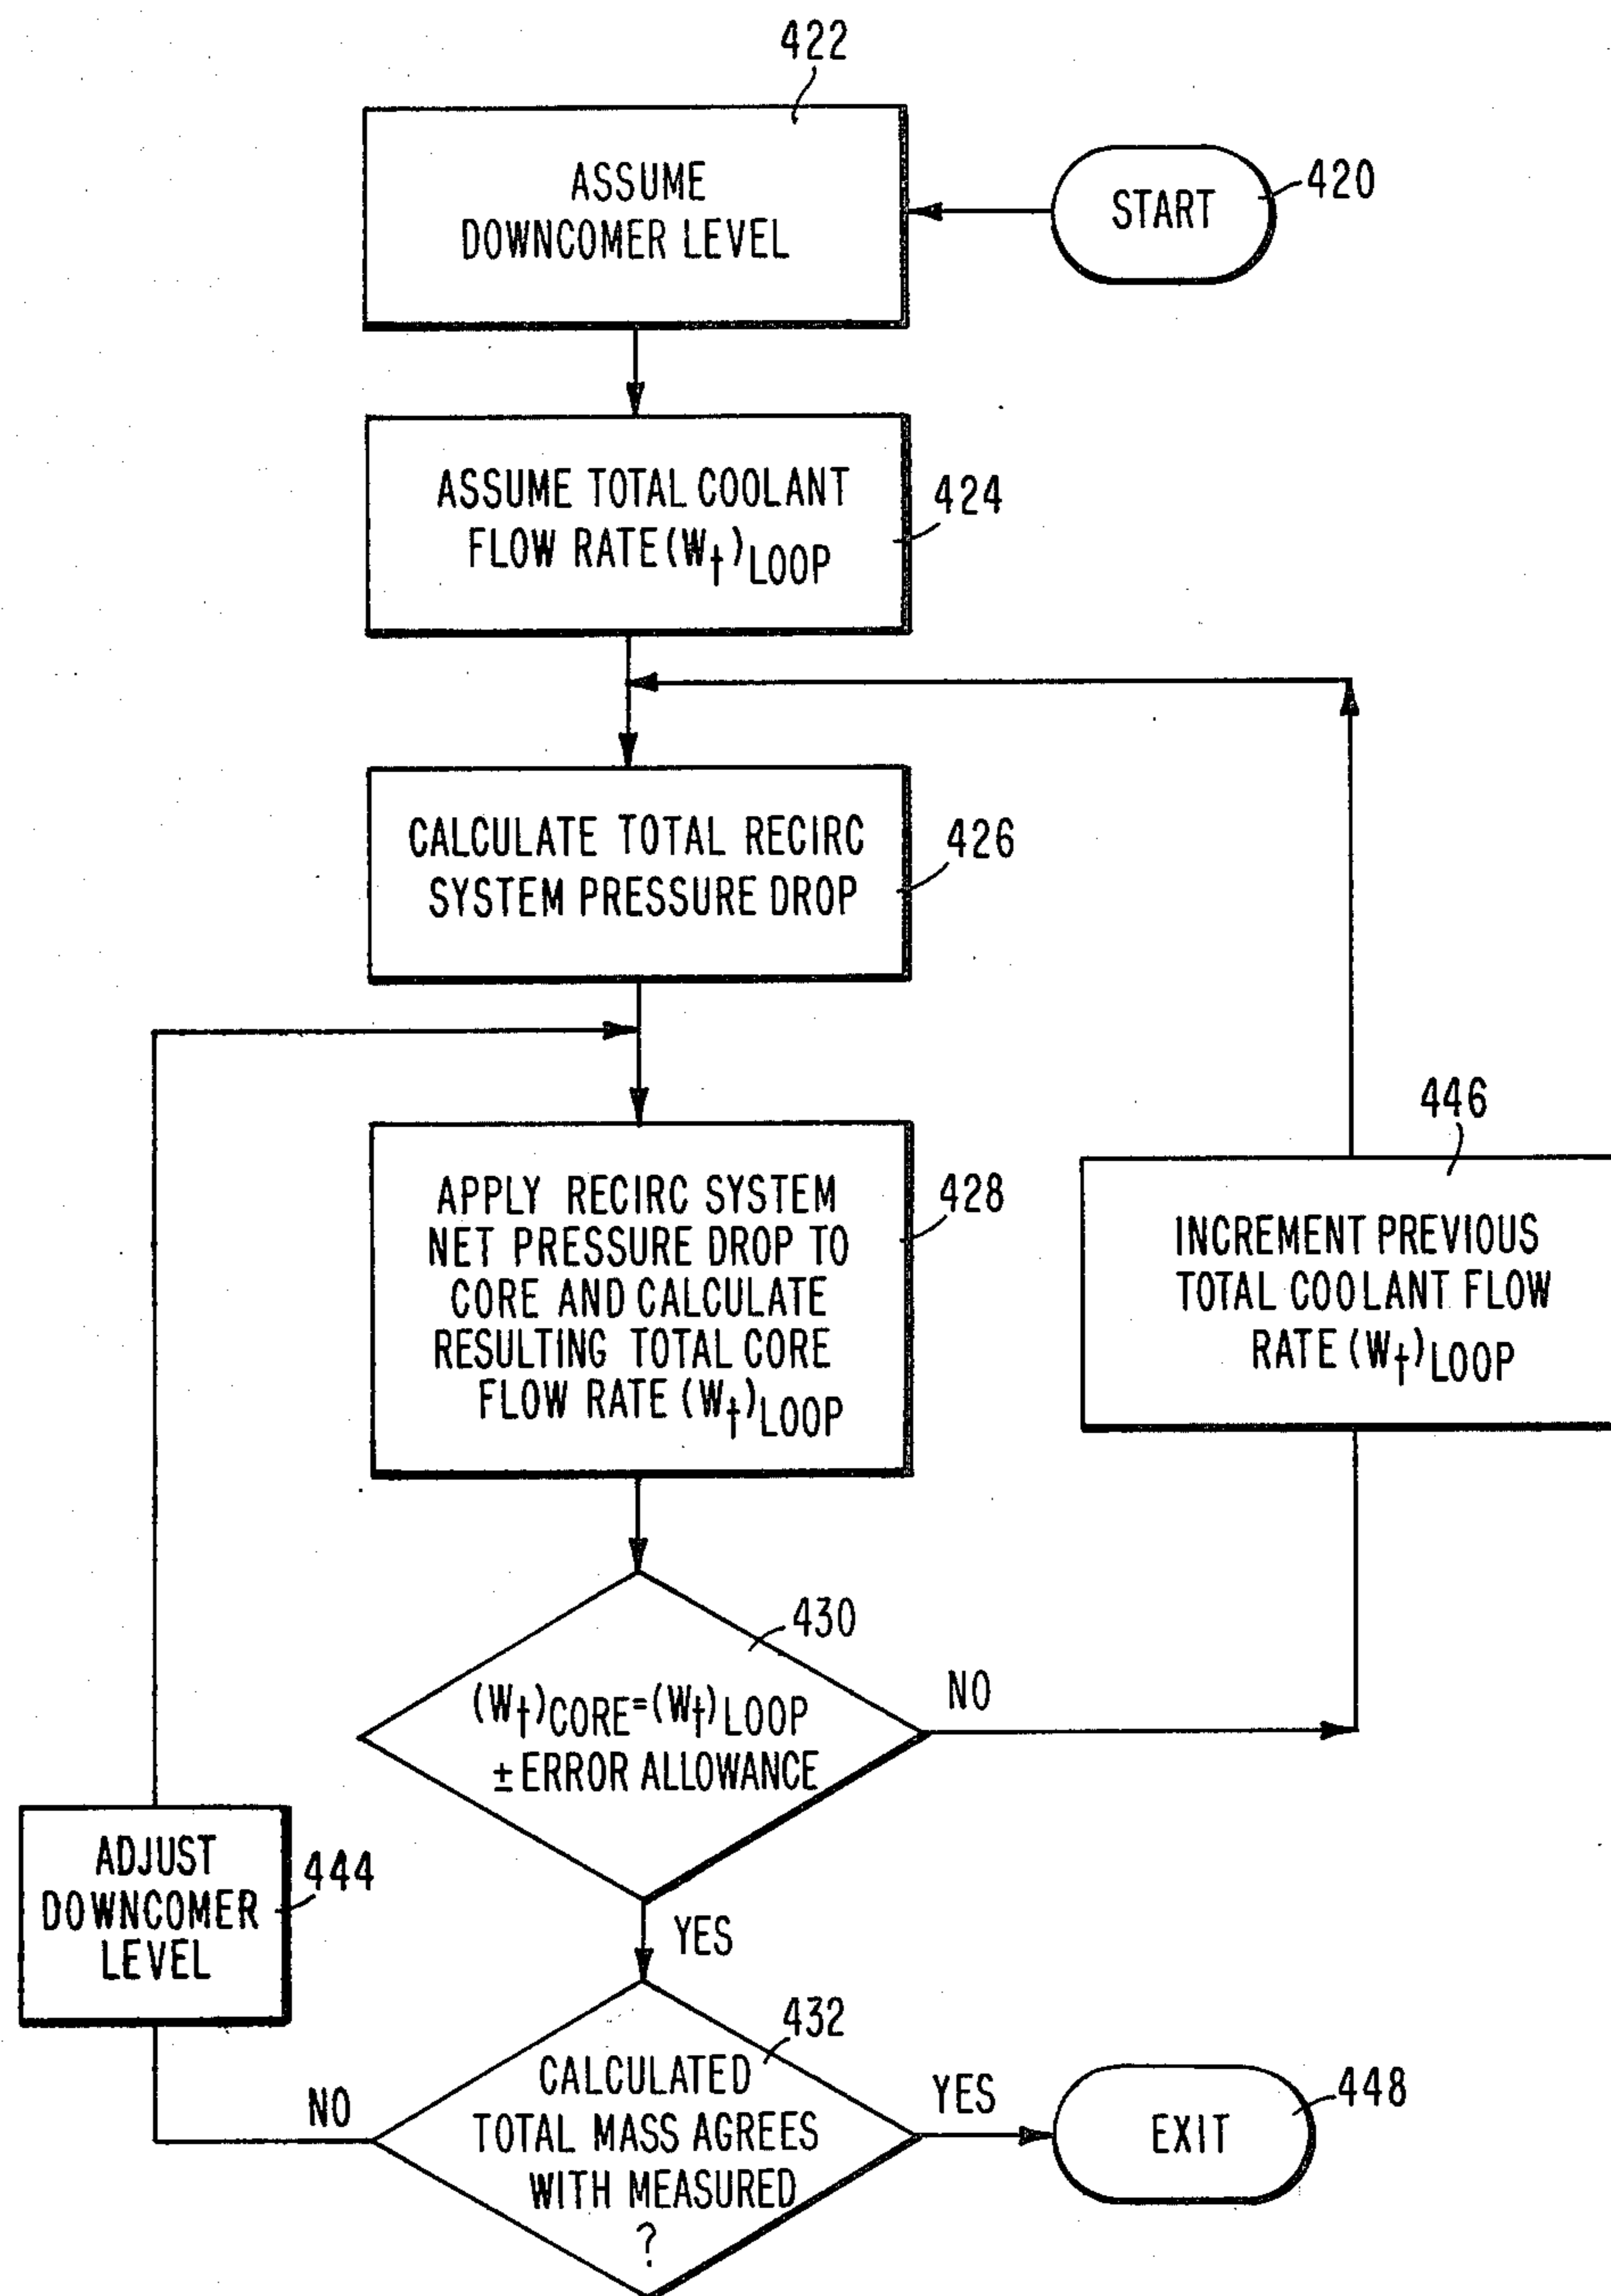 422
ASSUME
DOWNCOMER LEVEL
START
420
ASSUME TOTAL COOLANT
FLOW RATE (Wt)LOOP
424
CALCULATE TOTAL RECIRC
SYSTEM PRESSURE DROP
426
APPLY RECIRC SYSTEM
NET PRESSURE DROP TO
CORE AND CALCULATE
RESULTING TOTAL CORE
FLOW RATE (Wt)LOOP
428
446
INCREMENT PREVIOUS
TOTAL COOLANT FLOW
RATE (Wt)LOOP
430
(Wt)CORE=(Wt)LOOP
± ERROR ALLOWANCE
NO
YES
ADJUST
DOWNCOMER
LEVEL
444
432
CALCULATED
TOTAL MASS AGREES
WITH MEASURED
?
NO
YES
EXIT
448